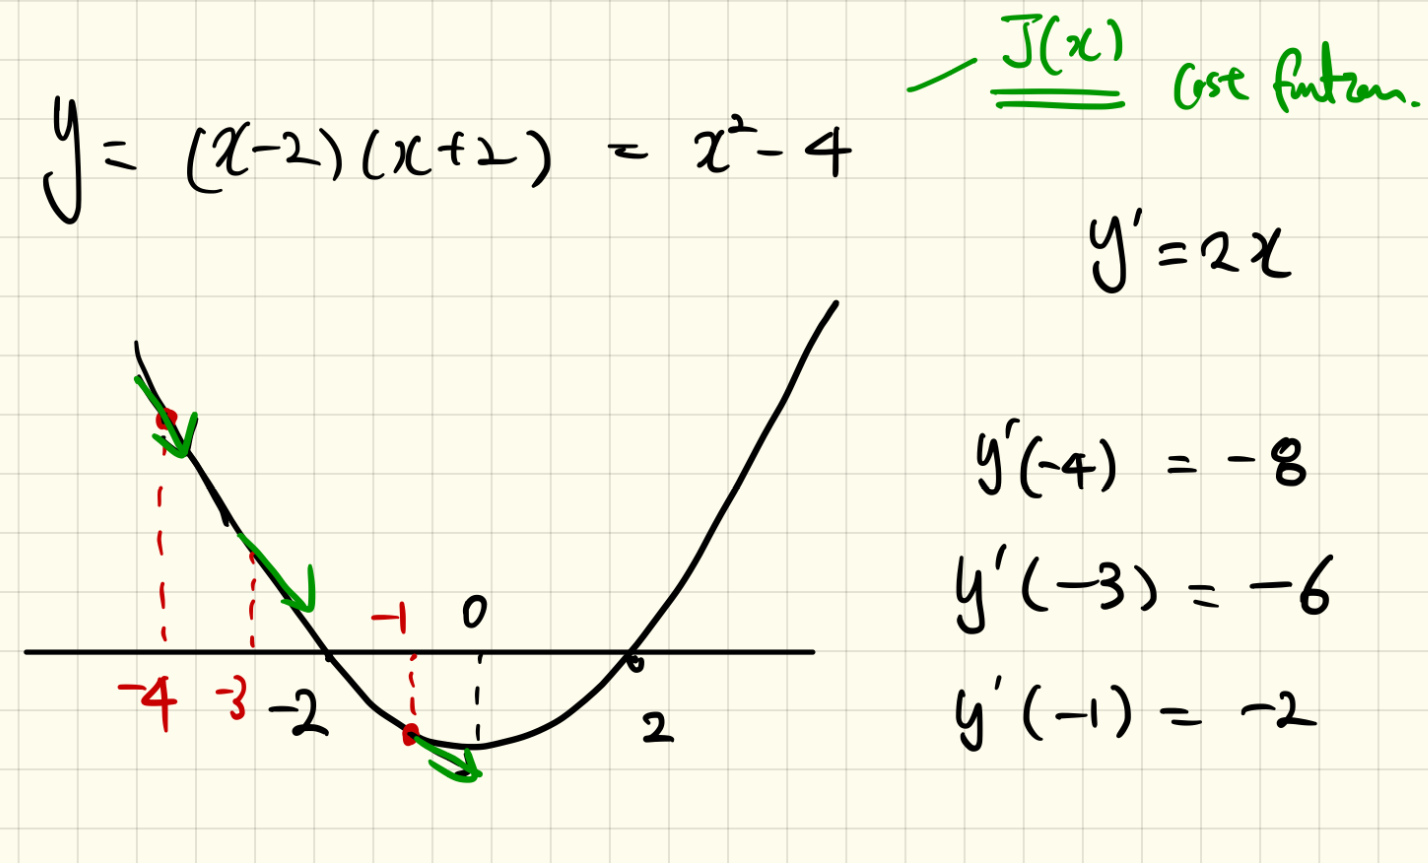 J(x) cost funtion.
y = (x-2)(x+2) = x² - 4
y' = 2x
y'(-4) = -8
y'(-3) = -6
-1 0
-4 -3 -2 2
y'(-1) = -2